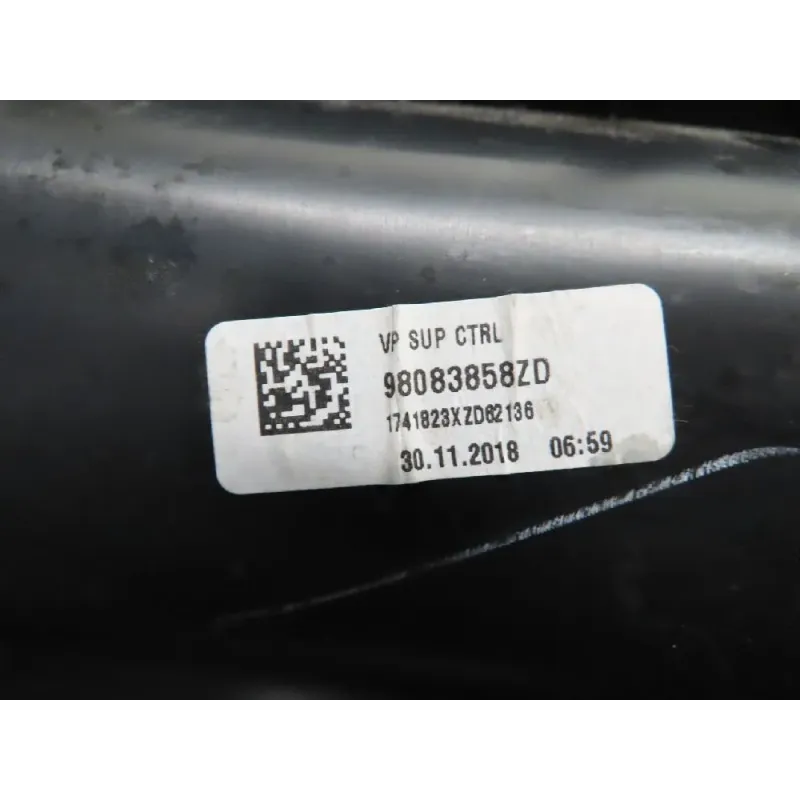 VP SUP CTRL
98083858ZD
1741823XZD62136
30.11.2018 06:59